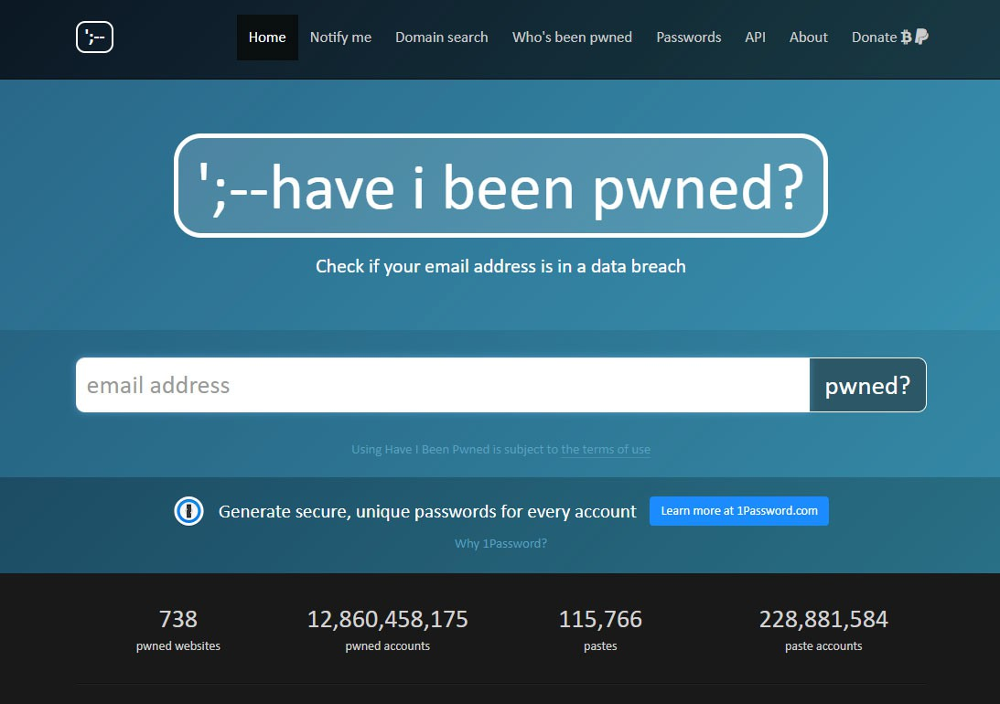 ';--
Home Notify me Domain search Who's been pwned Passwords API About Donate
';--have i been pwned?
Check if your email address is in a data breach
email address pwned?
Using Have I Been Pwned is subject to the terms of use
Generate secure, unique passwords for every account Learn more at 1Password.com
Why 1Password?
738 12,860,458,175 115,766 228,881,584
pwned websites pwned accounts pastes paste accounts